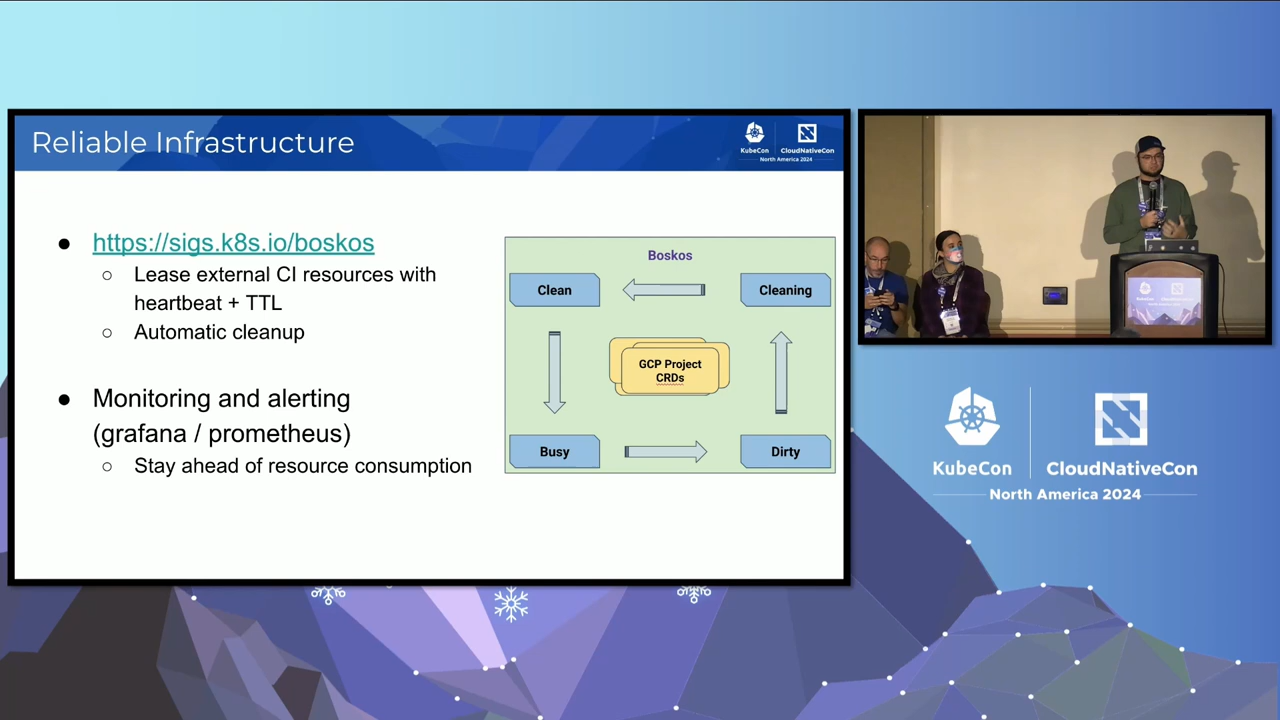 Reliable Infrastructure
KubeCon
CloudNativeCon
North America 2024
● https://sigs.k8s.io/boskos
○ Lease external CI resources with
heartbeat + TTL
○ Automatic cleanup
● Monitoring and alerting
(grafana / prometheus)
○ Stay ahead of resource consumption
Boskos
Clean
Cleaning
GCP Project
CRDs
Busy
Dirty
KubeCon
CloudNativeCon
North America 2024